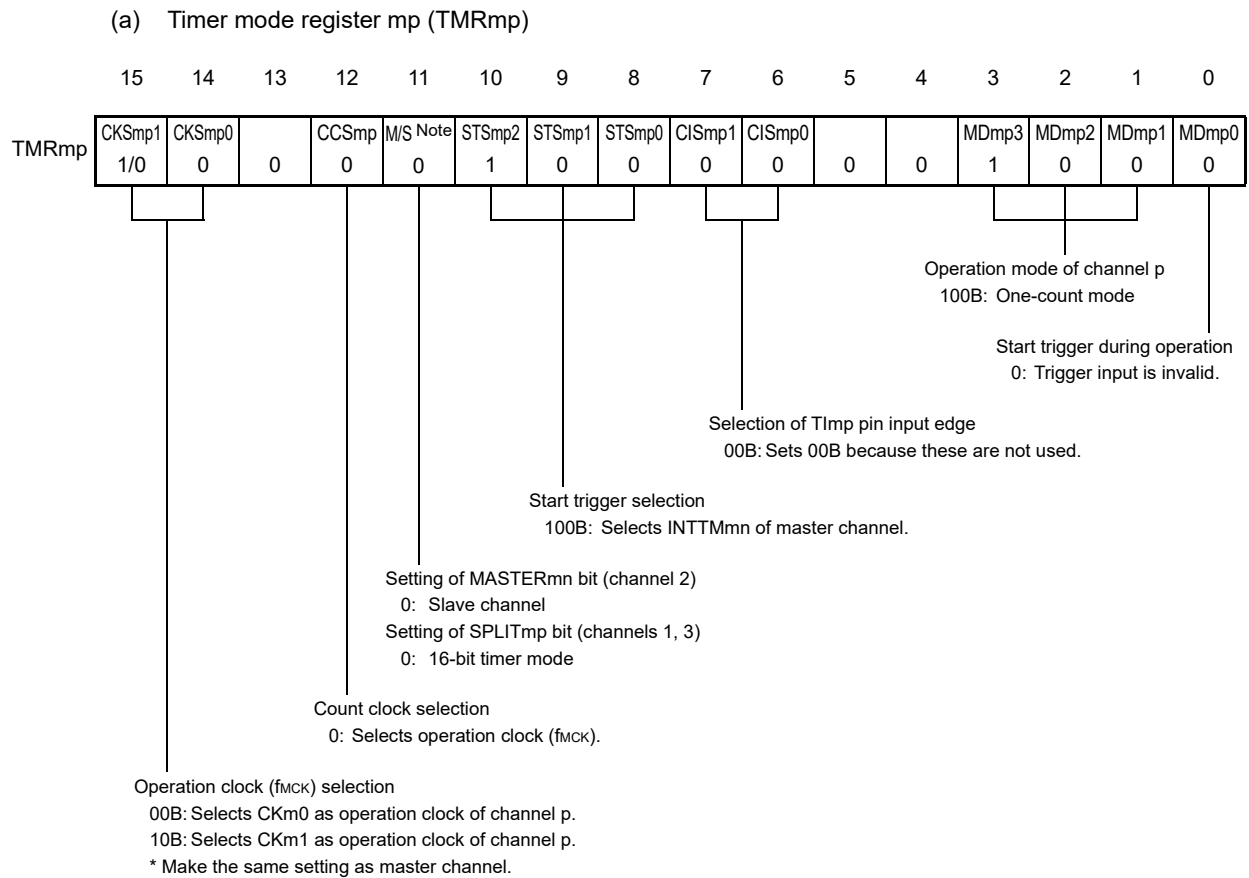 (a) Timer mode register mp (TMRmp)
15 14 13 12 11 10 9 8 7 6 5 4 3 2 1 0
TMRmp
CKSmp1 CKSmp0 CCSmp M/S Note STSmp2 STSmp1 STSmp0 CISmp1 CISmp0 MDmp3 MDmp2 MDmp1 MDmp0
1/0 0 0 0 0 1 0 0 0 0 0 0 1 0 0 0
Operation mode of channel p
100B: One-count mode
Start trigger during operation
0: Trigger input is invalid.
Selection of TImp pin input edge
00B: Sets 00B because these are not used.
Start trigger selection
100B: Selects INTTMmn of master channel.
Setting of MASTERmn bit (channel 2)
0: Slave channel
Setting of SPLITmp bit (channels 1, 3)
0: 16-bit timer mode
Count clock selection
0: Selects operation clock (fMCK).
Operation clock (fMCK) selection
00B: Selects CKm0 as operation clock of channel p.
10B: Selects CKm1 as operation clock of channel p.
* Make the same setting as master channel.